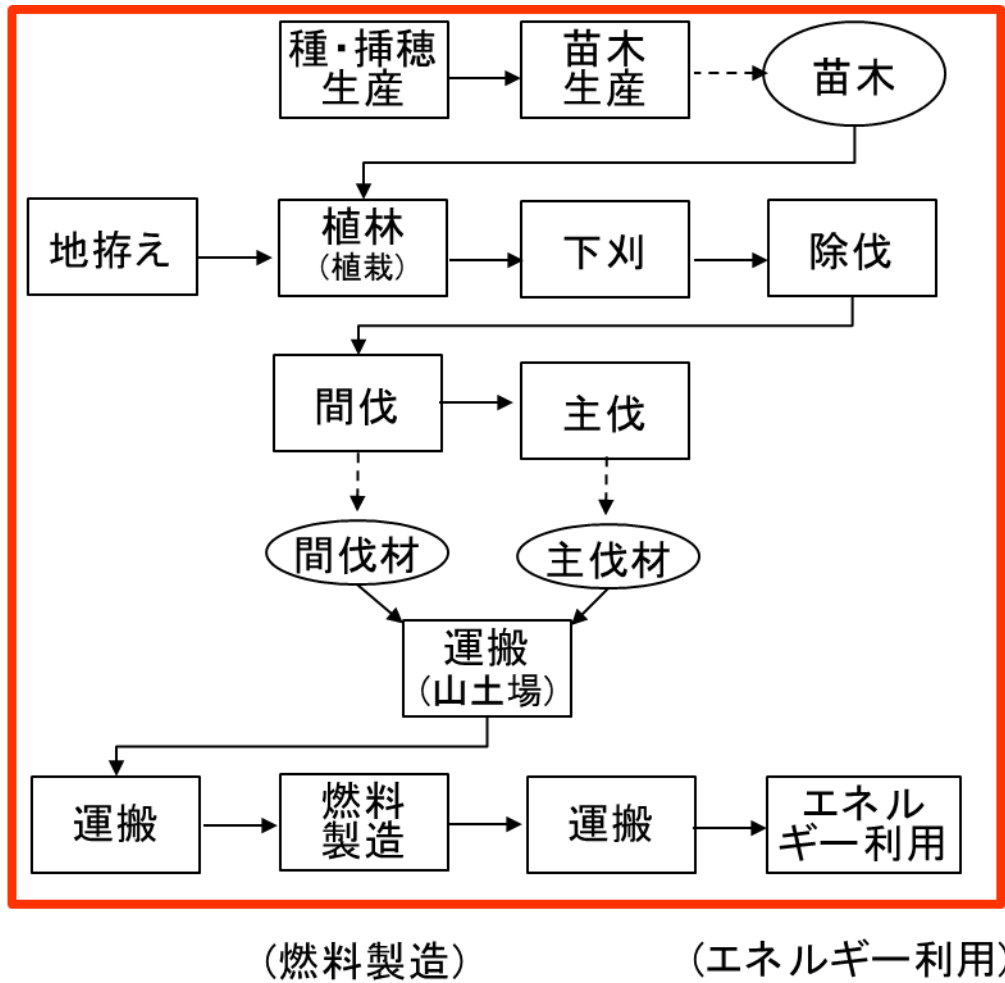 種・挿穂
生産
苗木
生産
苗木
地拵え
植林
(植栽)
下刈
除伐
間伐
主伐
間伐材
主伐材
運搬
(山土場)
運搬
燃料
製造
運搬
エネル
ギー利用
(燃料製造)
(エネルギー利用)